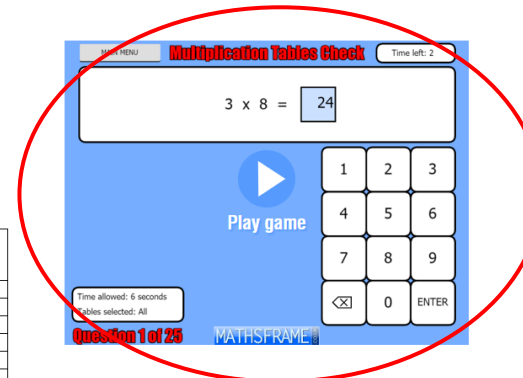 MAIN MENU
Multiplication Tables Check
Time left: 2
3 x 8 = 24
Play game
1 2 3
4 5 6
7 8 9
0 ENTER
Time allowed: 6 seconds
Tables selected: All
Question 1 of 25
MATHSFRAME